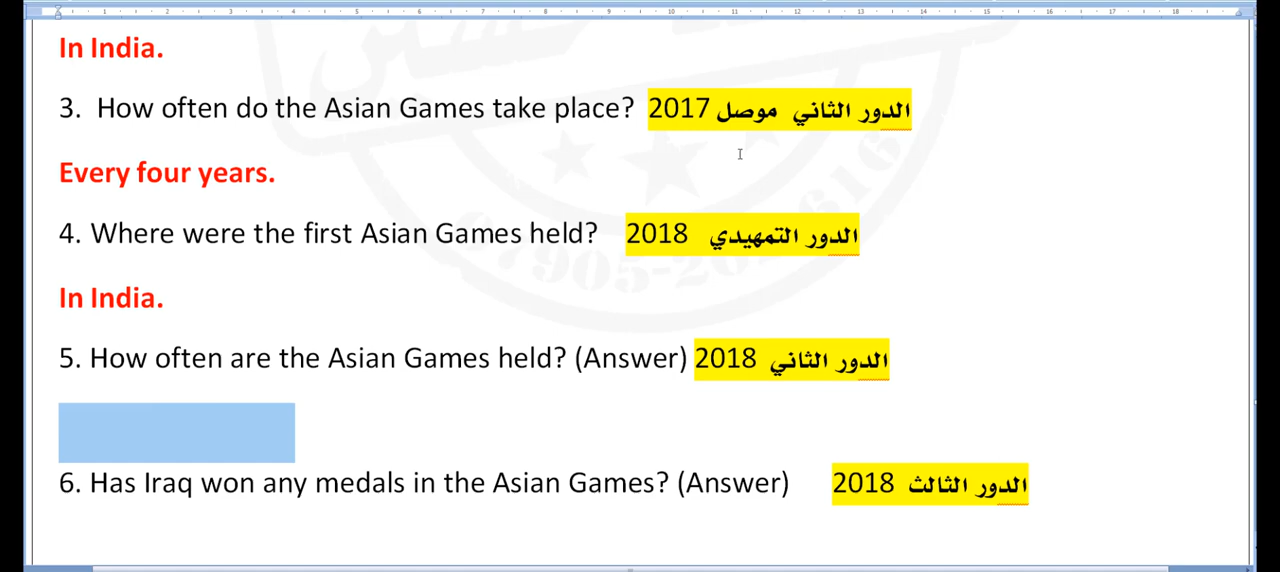 In India.
3. How often do the Asian Games take place? 2017 الدور الثاني موصل
Every four years.
4. Where were the first Asian Games held? 2018 الدور التمهيدي
In India.
5. How often are the Asian Games held? (Answer) 2018 الدور الثاني
6. Has Iraq won any medals in the Asian Games? (Answer) 2018 الدور الثالث